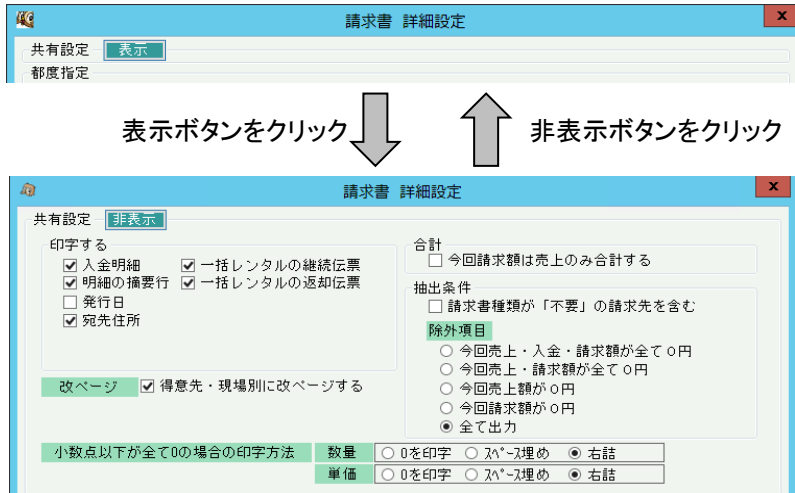 請求書 詳細設定
x
共有設定 表示
都度指定
表示ボタンをクリック
非表示ボタンをクリック
請求書 詳細設定
x
共有設定 非表示
印字する
入金明細 一括レンタルの継続伝票
明細の摘要行 一括レンタルの返却伝票
発行日
宛先住所
改ページ 得意先・現場別に改ページする
合計
今回請求額は売上のみ合計する
抽出条件
請求書種類が「不要」の請求先を含む
除外項目
今回売上・入金・請求額が全て0円
今回売上・請求額が全て0円
今回売上額が0円
今回請求額が0円
全て出力
小数点以下が全て0の場合の印字方法 数量 0を印字 スペース埋め 右詰
単価 0を印字 スペース埋め 右詰